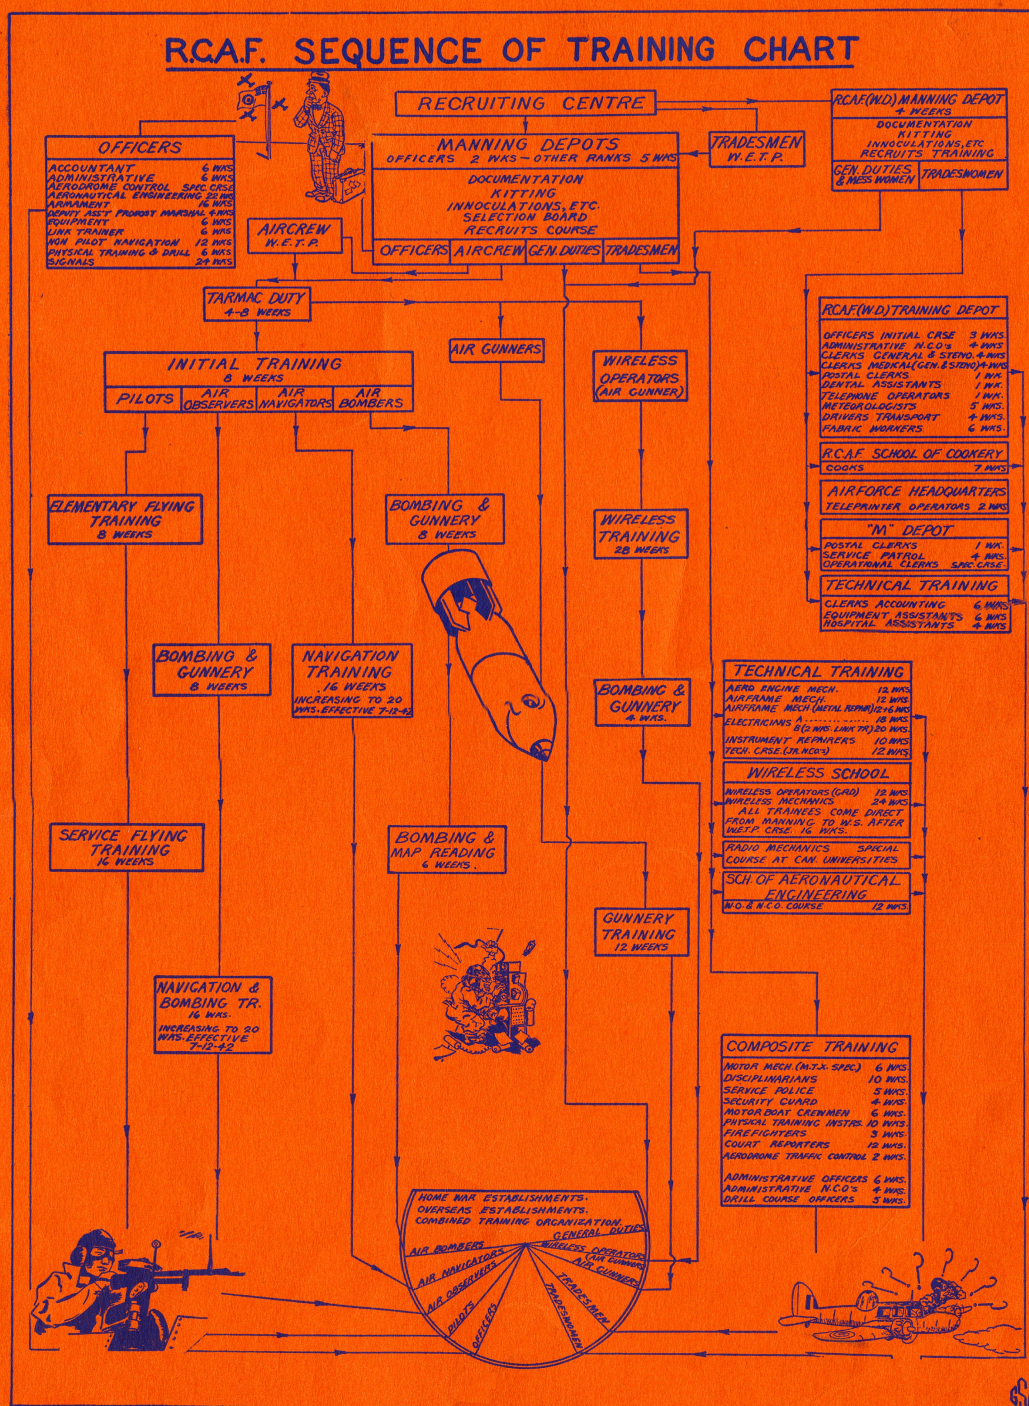 R.C.A.F. SEQUENCE OF TRAINING CHART
RECRUITING CENTRE
RCAF(W.D.) MANNING DEPOT
4 WEEKS
DOCUMENTATION
KITTING
INNOCULATIONS, ETC
RECRUITS TRAINING
GEN. DUTIES & MESS WOMEN
TRADESWOMEN
TRADESMEN
W.E.T.P.
MANNING DEPOTS
OFFICERS 2 WKS - OTHER RANKS 5 WKS
DOCUMENTATION
KITTING
INNOCULATIONS, ETC.
SELECTION BOARD
RECRUITS COURSE
OFFICERS AIRCREW GEN. DUTIES TRADESMEN
OFFICERS
ACCOUNTANT 6 WKS
ADMINISTRATIVE 6 WKS
AERODROME CONTROL SPEC. CRSE
AERONAUTICAL ENGINEERING 22 WKS
ARMAMENT 16 WKS
DEPUTY ASS'T PROVOST MARSHAL 4 WKS
EQUIPMENT 6 WKS
LINK TRAINER 6 WKS
NON PILOT NAVIGATION 12 WKS
PHYSICAL TRAINING & DRILL 6 WKS
SIGNALS 24 WKS
AIRCREW
W.E.T.P.
TARMAC DUTY
4-8 WEEKS
INITIAL TRAINING
8 WEEKS
PILOTS
AIR OBSERVERS
AIR NAVIGATORS
AIR BOMBERS
AIR GUNNERS
WIRELESS
OPERATORS
(AIR GUNNER)
RCAF(W.D.) TRAINING DEPOT
OFFICERS INITIAL CRSE 3 WKS.
ADMINISTRATIVE N.C.O's 4 WKS
CLERKS GENERAL & STENO. 4 WKS
CLERKS MEDICAL (GEN. & STENO) 4 WKS
POSTAL CLERKS 1 WK.
DENTAL ASSISTANTS 1 WK.
TELEPHONE OPERATORS 1 WK.
METEOROLOGISTS 5 WKS.
DRIVERS TRANSPORT 4 WKS.
FABRIC WORKERS 6 WKS.
R.C.A.F SCHOOL OF COOKERY
COOKS 7 WKS
AIRFORCE HEADQUARTERS
TELEPRINTER OPERATORS 2 WKS
"M" DEPOT
POSTAL CLERKS 1 WK.
SERVICE PATROL 4 WKS.
OPERATIONAL CLERKS SPEC. CRSE.
TECHNICAL TRAINING
CLERKS ACCOUNTING 6 WKS
EQUIPMENT ASSISTANTS 6 WKS
HOSPITAL ASSISTANTS 4 WKS
ELEMENTARY FLYING
TRAINING
8 WEEKS
BOMBING &
GUNNERY
8 WEEKS
WIRELESS
TRAINING
28 WEEKS
BOMBING &
GUNNERY
8 WEEKS
NAVIGATION
TRAINING
16 WEEKS
INCREASING TO 20
WKS. EFFECTIVE 7-12-42
BOMBING &
GUNNERY
4 WKS.
TECHNICAL TRAINING
AERO ENGINE MECH. 12 WKS
AIRFRAME MECH. 12 WKS.
AIRFRAME MECH (METAL REPAIR) 12+6 WKS
ELECTRICIANS A .......... 18 WKS.
B (2 WKS. LINK TR) 20 WKS.
INSTRUMENT REPAIRERS 10 WKS
TECH. CRSE. (JR. N.C.O's) 12 WKS
WIRELESS SCHOOL
WIRELESS OPERATORS (GRD) 12 WKS
WIRELESS MECHANICS 24 WKS
ALL TRAINEES COME DIRECT
FROM MANNING TO W.S. AFTER
W.E.T.P CRSE. 16 WKS.
RADIO MECHANICS SPECIAL
COURSE AT CAN. UNIVERSITIES
SCH. OF AERONAUTICAL
ENGINEERING
W.O. & N.C.O. COURSE 12 WKS.
SERVICE FLYING
TRAINING
16 WEEKS
BOMBING &
MAP READING
6 WEEKS.
GUNNERY
TRAINING
12 WEEKS
NAVIGATION &
BOMBING TR.
16 WKS.
INCREASING TO 20
WKS. EFFECTIVE
7-12-42
COMPOSITE TRAINING
MOTOR MECH. (M.T.X. SPEC.) 6 WKS.
DISCIPLINARIANS 10 WKS.
SERVICE POLICE 5 WKS.
SECURITY GUARD 4 WKS.
MOTOR BOAT CREWMEN 6 WKS.
PHYSICAL TRAINING INSTRS. 10 WKS.
FIREFIGHTERS 3 WKS.
COURT REPORTERS 12 WKS.
AERODROME TRAFFIC CONTROL 2 WKS.
ADMINISTRATIVE OFFICERS 6 WKS.
ADMINISTRATIVE N.C.O's 4 WKS.
DRILL COURSE OFFICERS 5 WKS.
HOME WAR ESTABLISHMENTS.
OVERSEAS ESTABLISHMENTS.
COMBINED TRAINING ORGANIZATION.
GENERAL DUTIES
WIRELESS OPERATORS
(AIR GUNNERS)
AIR GUNNERS
AIR BOMBERS
AIR NAVIGATORS
AIR OBSERVERS
PILOTS
OFFICERS
TRADESMEN
TRADESWOMEN
? ? ? ? ?